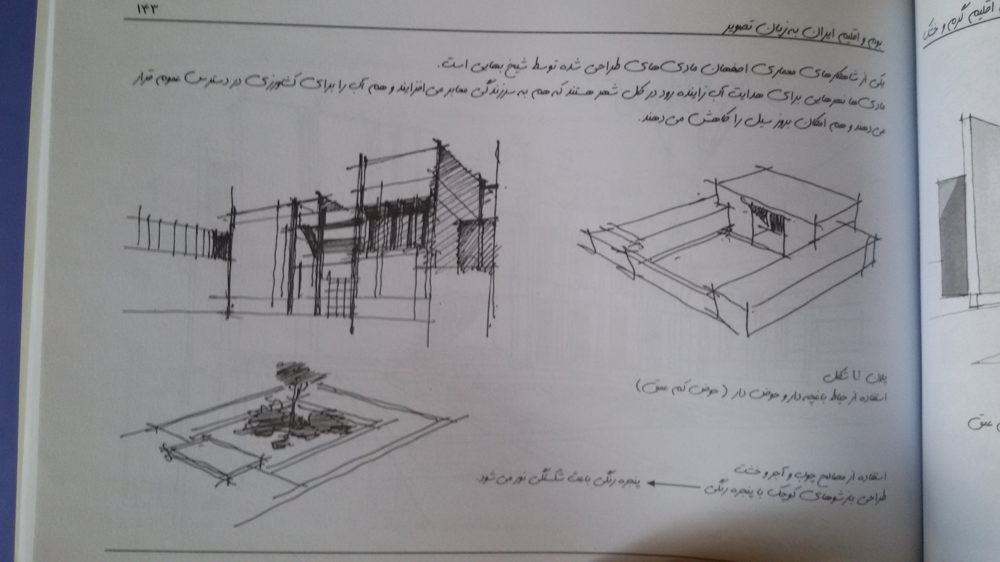 ۱۴۳
بوم و اقلیم ایران به زبان تصویر
اقلیم گرم و خشک
یکی از شاهکارهای معماری اصفهان مادی‌های طراحی شده توسط شیخ بهایی است.
مادی‌ها نهرهایی برای هدایت آب زاینده رود در کل شهر هستند که هم به سرزندگی معابر می‌افزایند و هم آب را برای کشاورزی در دسترس عموم قرار
می‌دهند و هم امکان بروز سیل را کاهش می‌دهند.
پلان U شکل
استفاده از حیاط باغچه دار و حوض دار (حوض کم عمق)
عمق
استفاده از مصالح چوب و آجر و خشت
طراحی بازشوهای کوچک با پنجره رنگی
پنجره رنگی باعث شکستگی نور می‌شود.